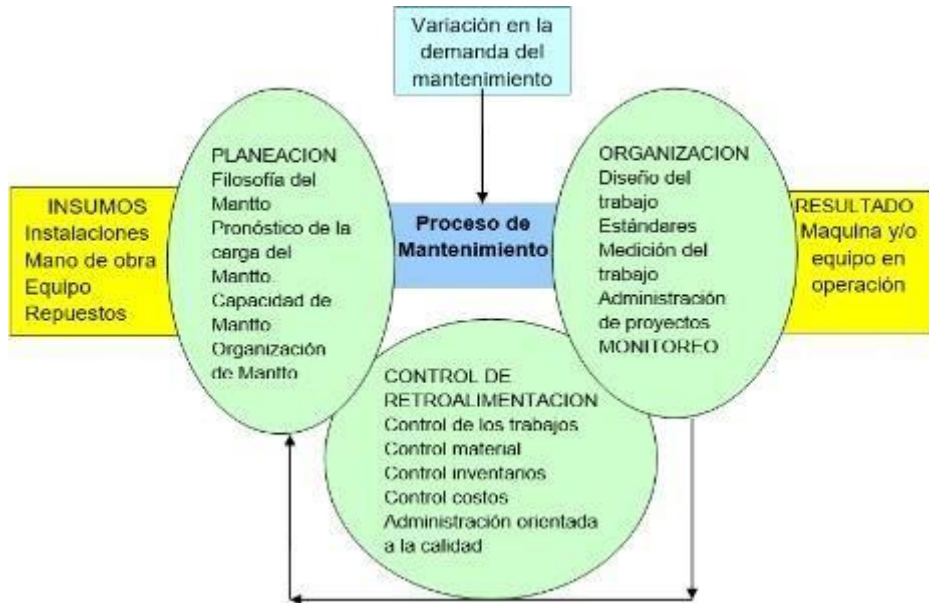 Variación en la
demanda del
mantenimiento
PLANEACION
Filosofía del
Mantto
Pronóstico de la
carga del
Mantto.
Capacidad de
Mantto
Organización
de Mantto
ORGANIZACION
Diseño del
trabajo
Estándares
Medición del
trabajo
Administración
de proyectos
MONITOREO
INSUMOS
Instalaciones
Mano de obra
Equipo
Repuestos
Proceso de
Mantenimiento
RESULTADO
Maquina y/o
equipo en
operación
CONTROL DE
RETROALIMENTACION
Control de los trabajos
Control material
Control inventarios
Control costos
Administración orientada
a la calidad